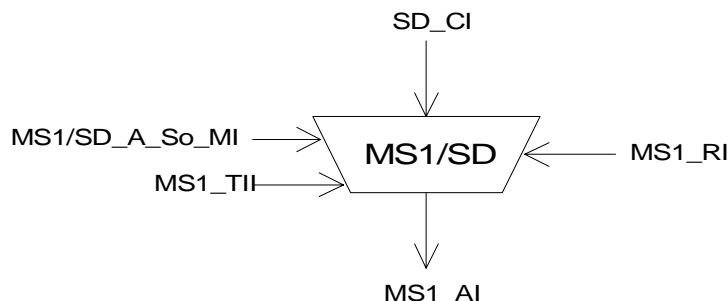 SD_CI
MS1/SD_A_So_MI
MS1/SD
MS1_RI
MS1_TII
MS1_AI